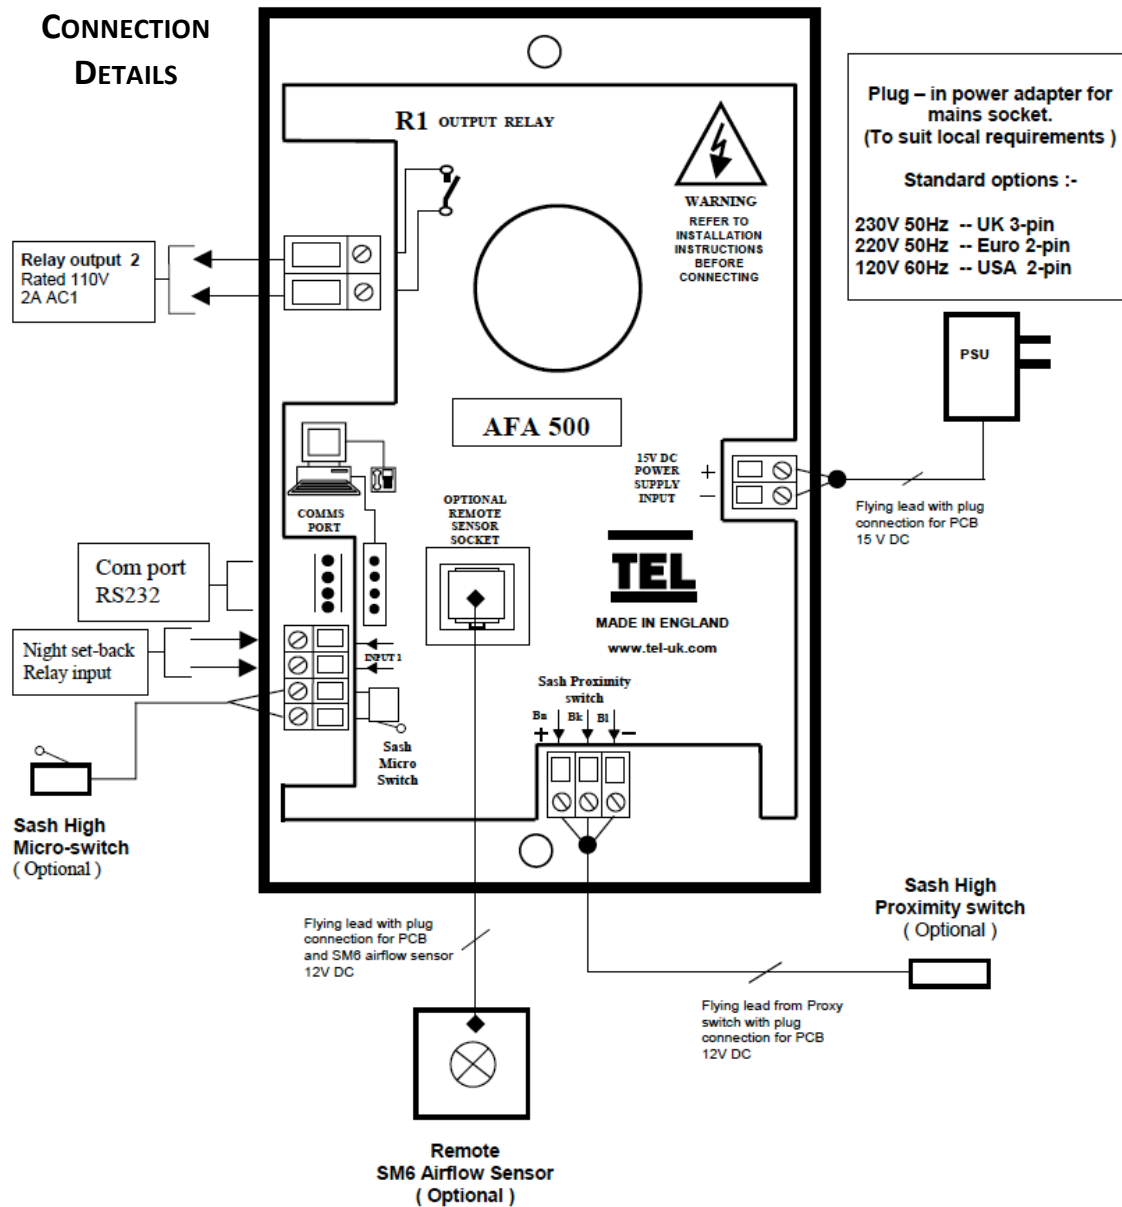 CONNECTION
DETAILS
R1 OUTPUT RELAY
WARNING
REFER TO
INSTALLATION
INSTRUCTIONS
BEFORE
CONNECTING
Plug – in power adapter for
mains socket.
(To suit local requirements )
Standard options :-
230V 50Hz -- UK 3-pin
220V 50Hz -- Euro 2-pin
120V 60Hz -- USA 2-pin
Relay output 2
Rated 110V
2A AC1
PSU
AFA 500
15V DC
POWER
SUPPLY
INPUT
+
–
Flying lead with plug
connection for PCB
15 V DC
COMMS
PORT
OPTIONAL
REMOTE
SENSOR
SOCKET
TEL
MADE IN ENGLAND
www.tel-uk.com
Com port
RS232
Night set-back
Relay input
INPUT 1
Sash
Micro
Switch
Sash Proximity
switch
Bn Bk Bl
+ –
Sash High
Micro-switch
( Optional )
Flying lead with plug
connection for PCB
and SM6 airflow sensor
12V DC
Sash High
Proximity switch
( Optional )
Flying lead from Proxy
switch with plug
connection for PCB
12V DC
Remote
SM6 Airflow Sensor
( Optional )